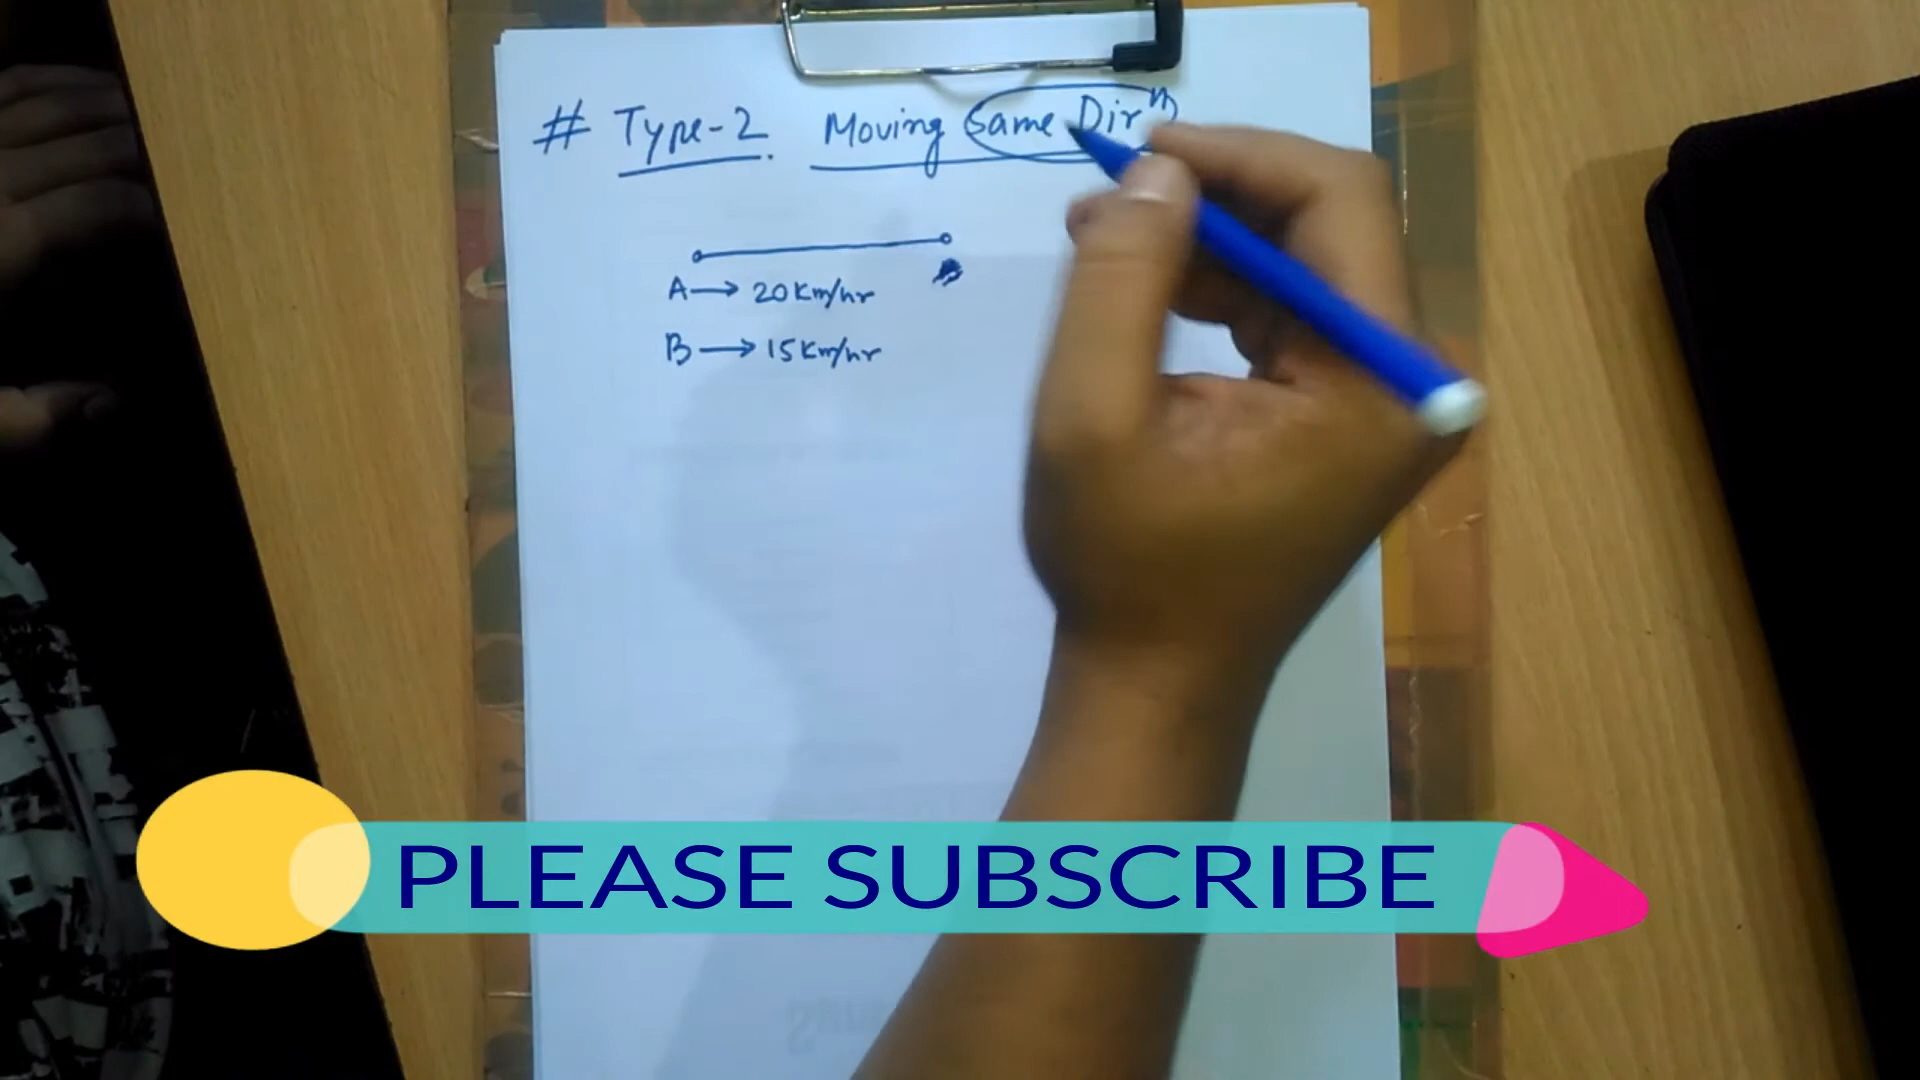 # Type-2. Moving Same Dirⁿ
A → 20 Km/hr
B → 15 Km/hr
PLEASE SUBSCRIBE